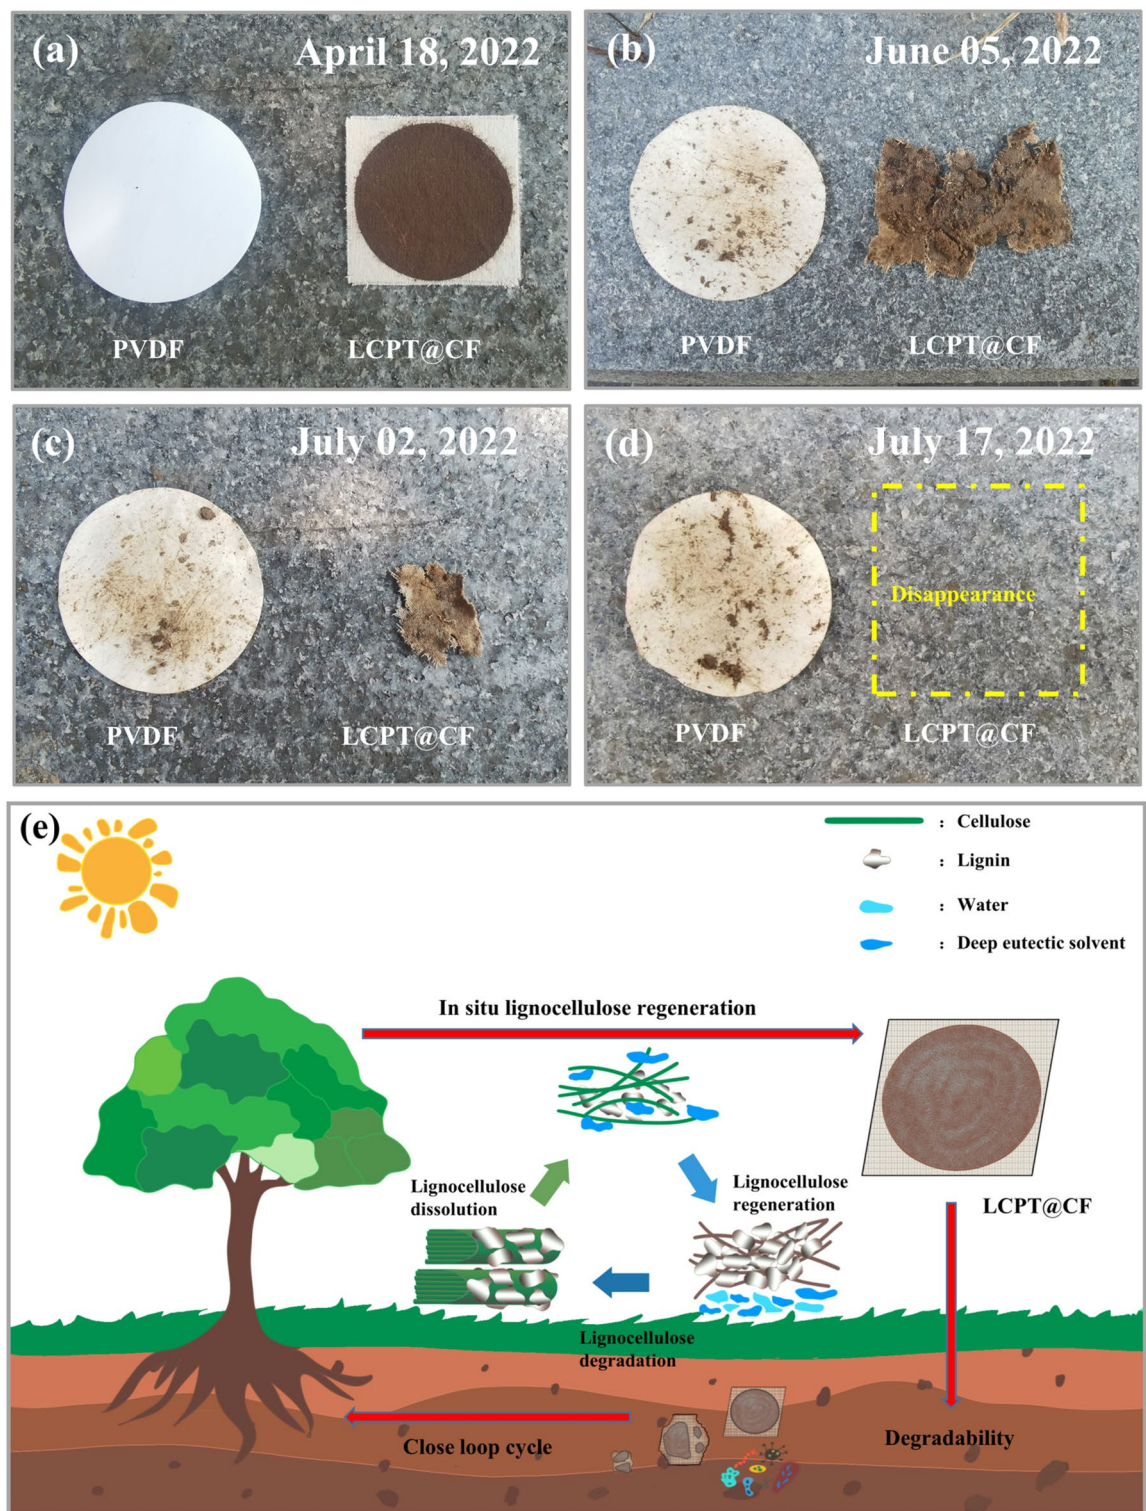 (a)
April 18, 2022
PVDF
LCPT@CF
(b)
June 05, 2022
PVDF
LCPT@CF
(c)
July 02, 2022
PVDF
LCPT@CF
(d)
July 17, 2022
Disappearance
PVDF
LCPT@CF
(e)
: Cellulose
: Lignin
: Water
: Deep eutectic solvent
In situ lignocellulose regeneration
Lignocellulose
dissolution
Lignocellulose
regeneration
LCPT@CF
Lignocellulose
degradation
Close loop cycle
Degradability